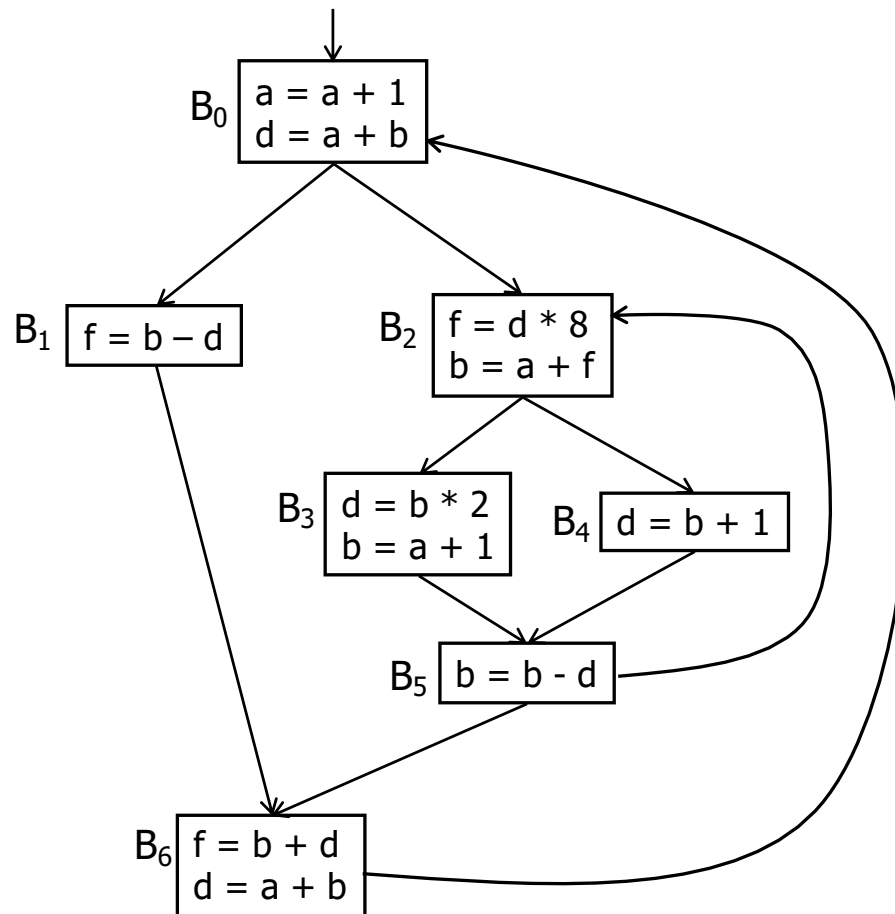 B₀
a = a + 1
d = a + b
B₁
f = b – d
B₂
f = d * 8
b = a + f
B₃
d = b * 2
b = a + 1
B₄
d = b + 1
B₅
b = b - d
B₆
f = b + d
d = a + b